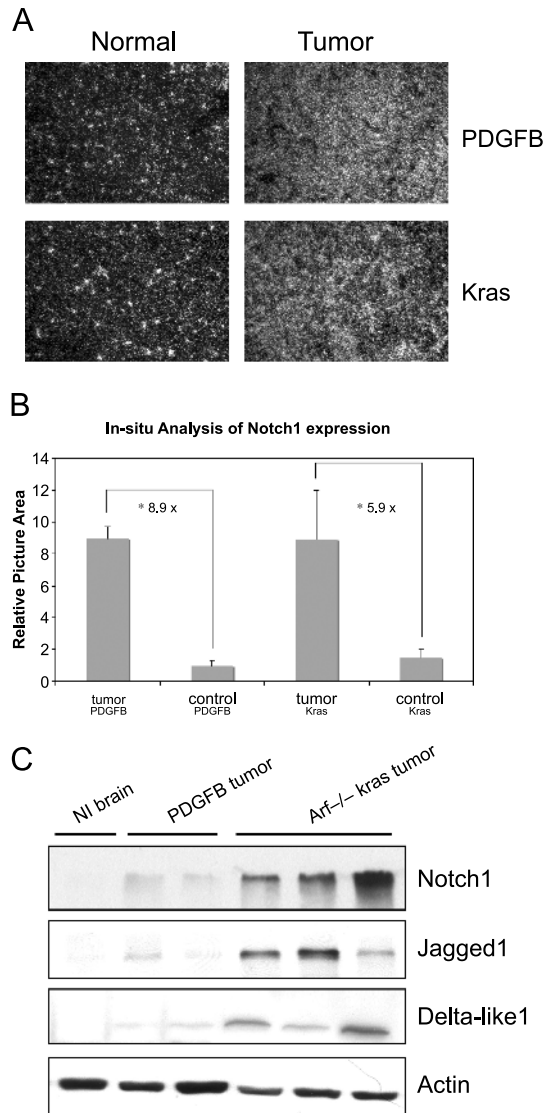 A
Normal Tumor
PDGFB
Kras
B
In-situ Analysis of Notch1 expression
Relative Picture Area
14
12
10
8
6
4
2
0
* 8.9 x
* 5.9 x
tumor control tumor control
PDGFB PDGFB Kras Kras
C
Nl brain PDGFB tumor Arf–/– kras tumor
Notch1
Jagged1
Delta-like1
Actin